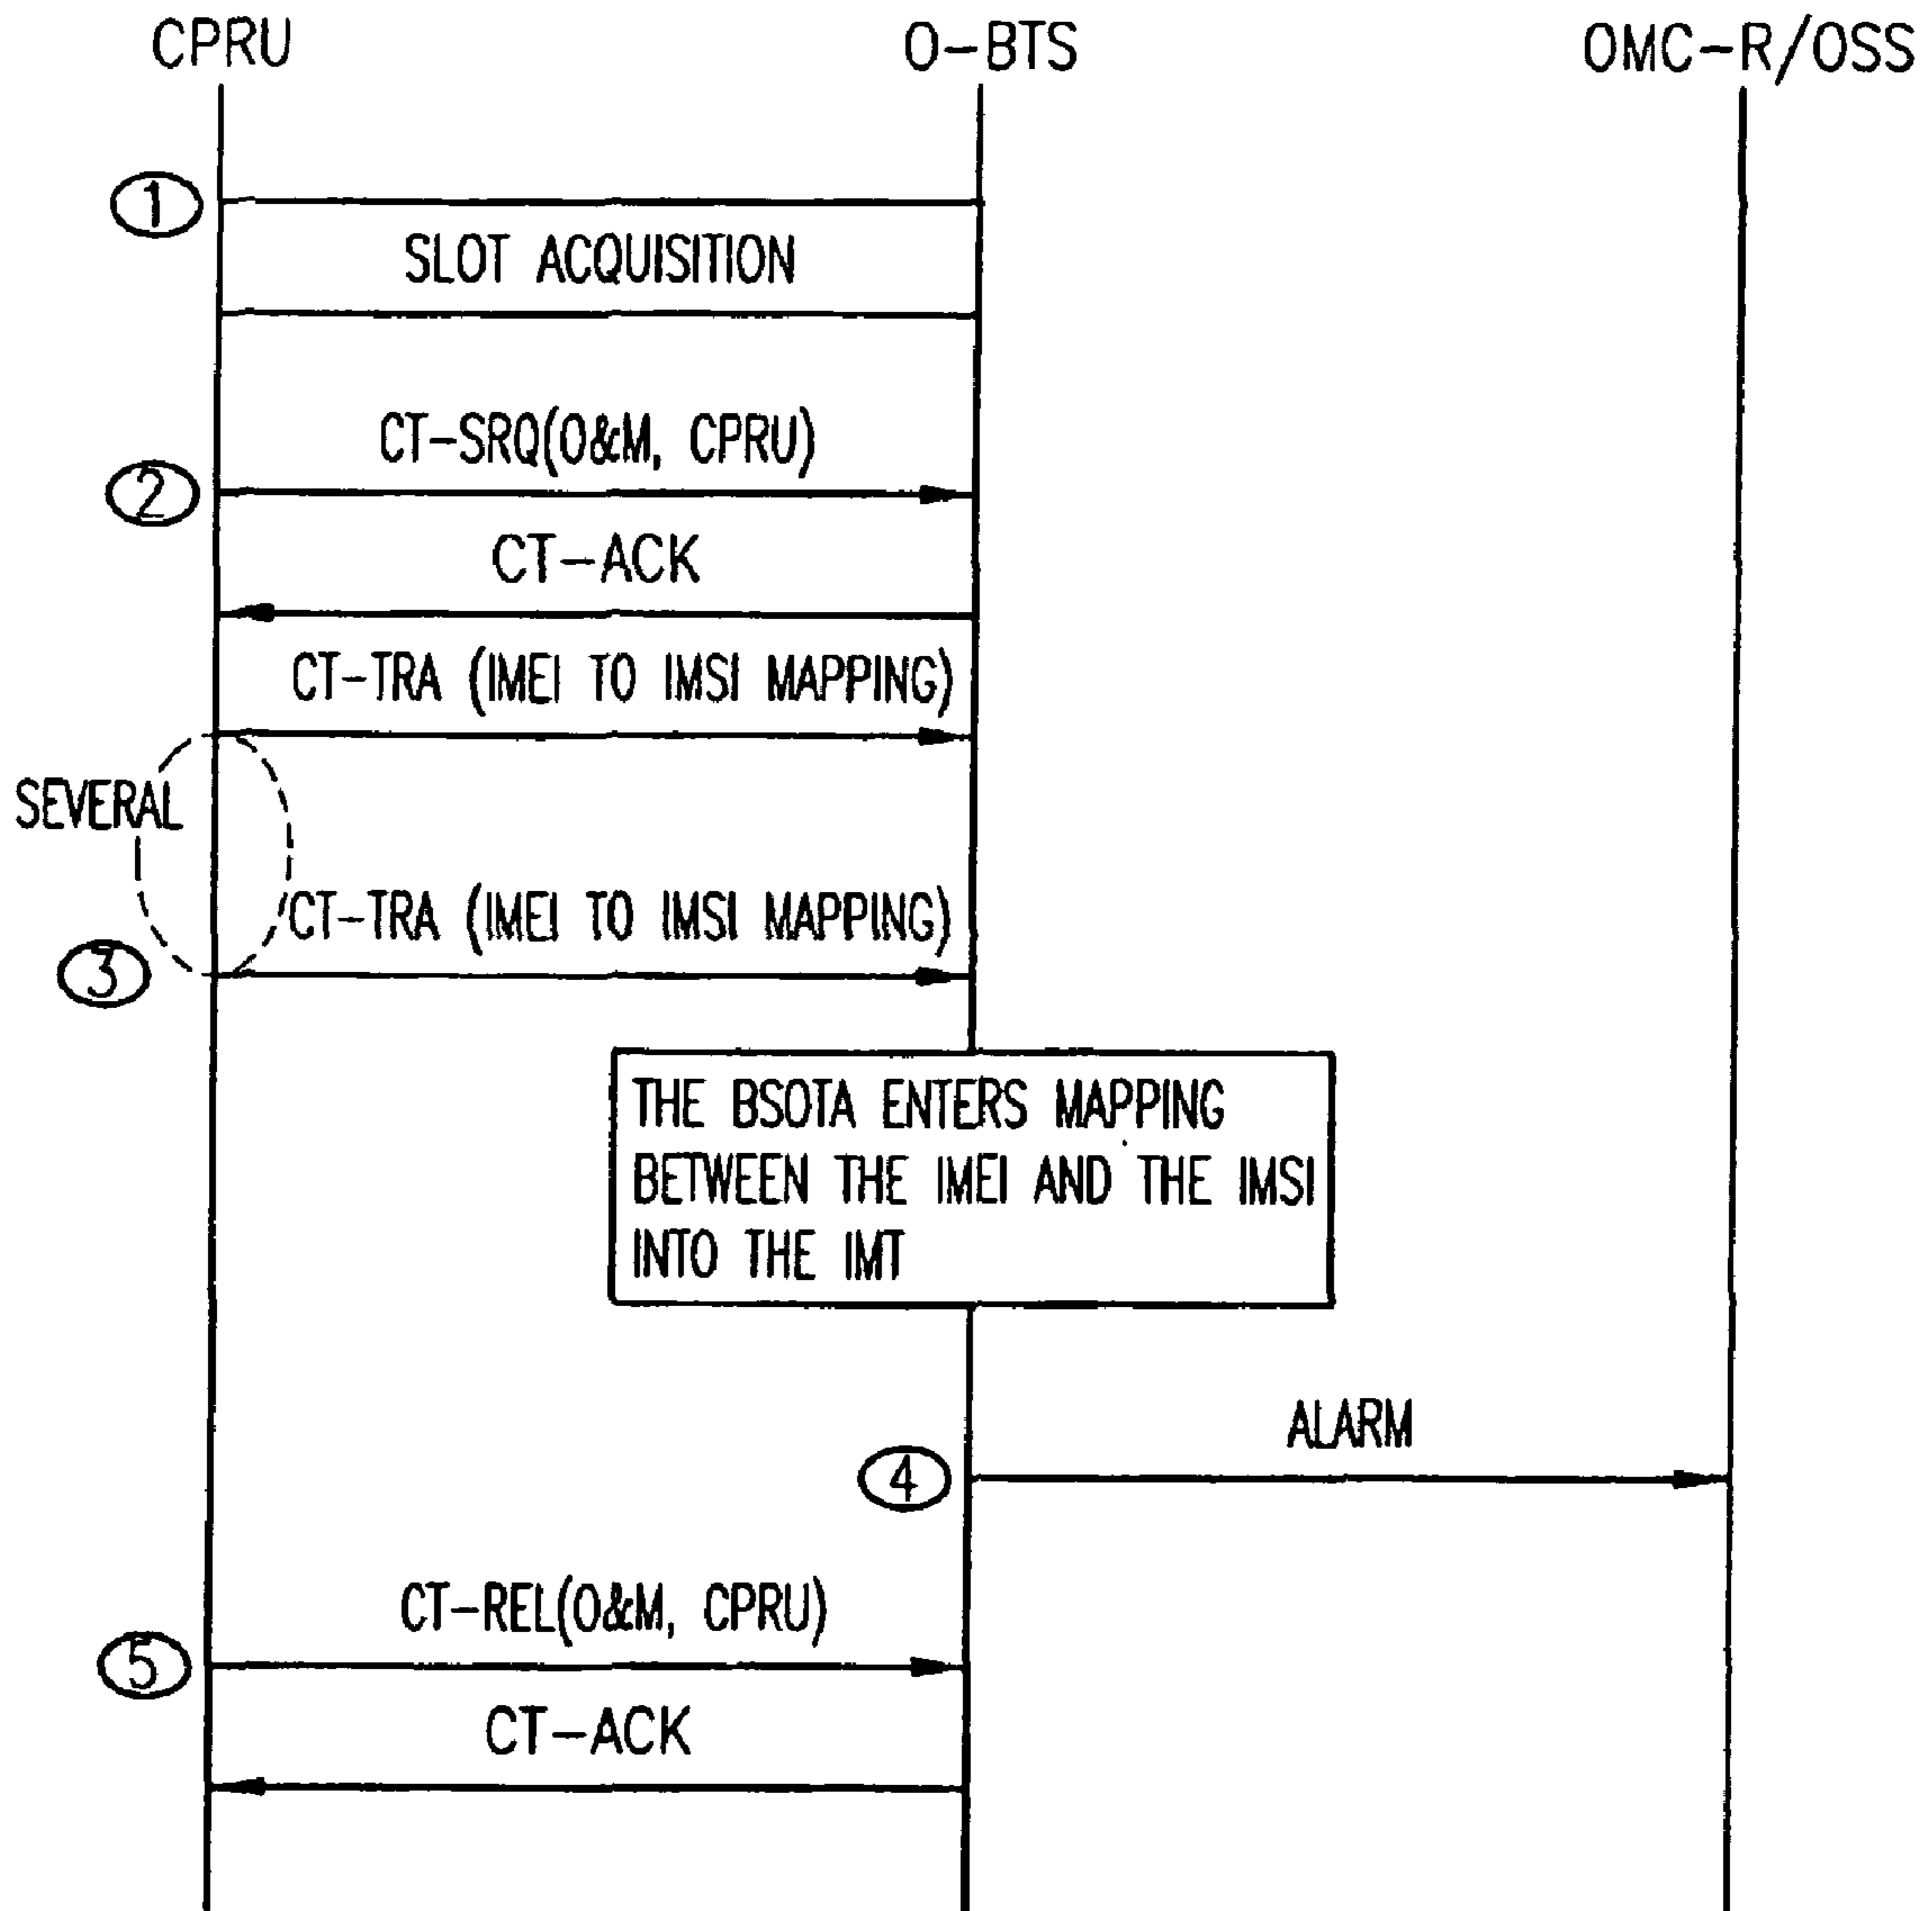 CPRU O-BTS OMC-R/OSS
1
SLOT ACQUISITION
CT-SRQ(O&M, CPRU)
2
CT-ACK
CT-TRA (IMEI TO IMSI MAPPING)
SEVERAL
CT-TRA (IMEI TO IMSI MAPPING)
3
THE BSOTA ENTERS MAPPING
BETWEEN THE IMEI AND THE IMSI
INTO THE IMT
ALARM
4
CT-REL(O&M, CPRU)
5
CT-ACK